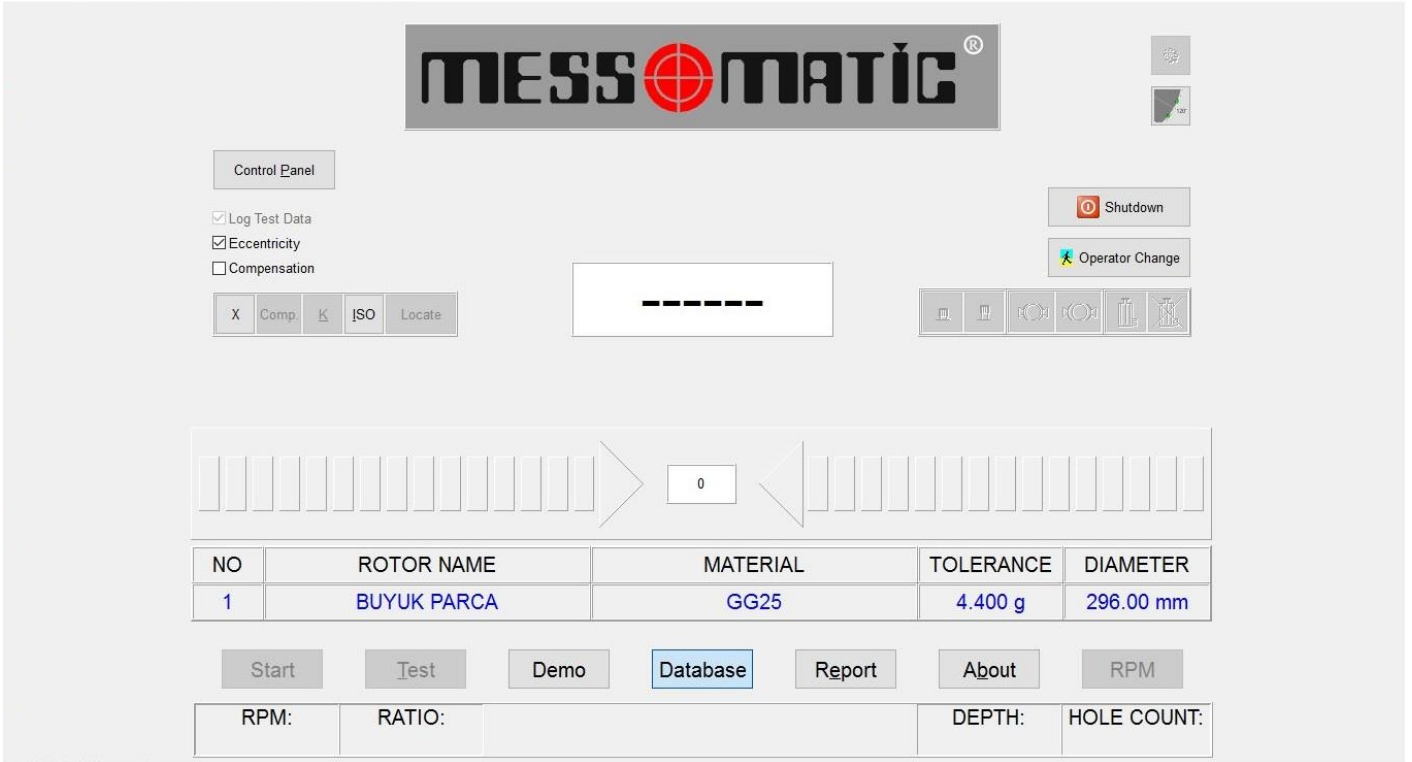 MESSOMATİC®
120°
Control Panel
Log Test Data
Shutdown
Eccentricity
Operator Change
Compensation
------
X Comp. K ISO Locate
0
NO ROTOR NAME MATERIAL TOLERANCE DIAMETER
1 BUYUK PARCA GG25 4.400 g 296.00 mm
Start Test Demo Database Report About RPM
RPM: RATIO: DEPTH: HOLE COUNT: